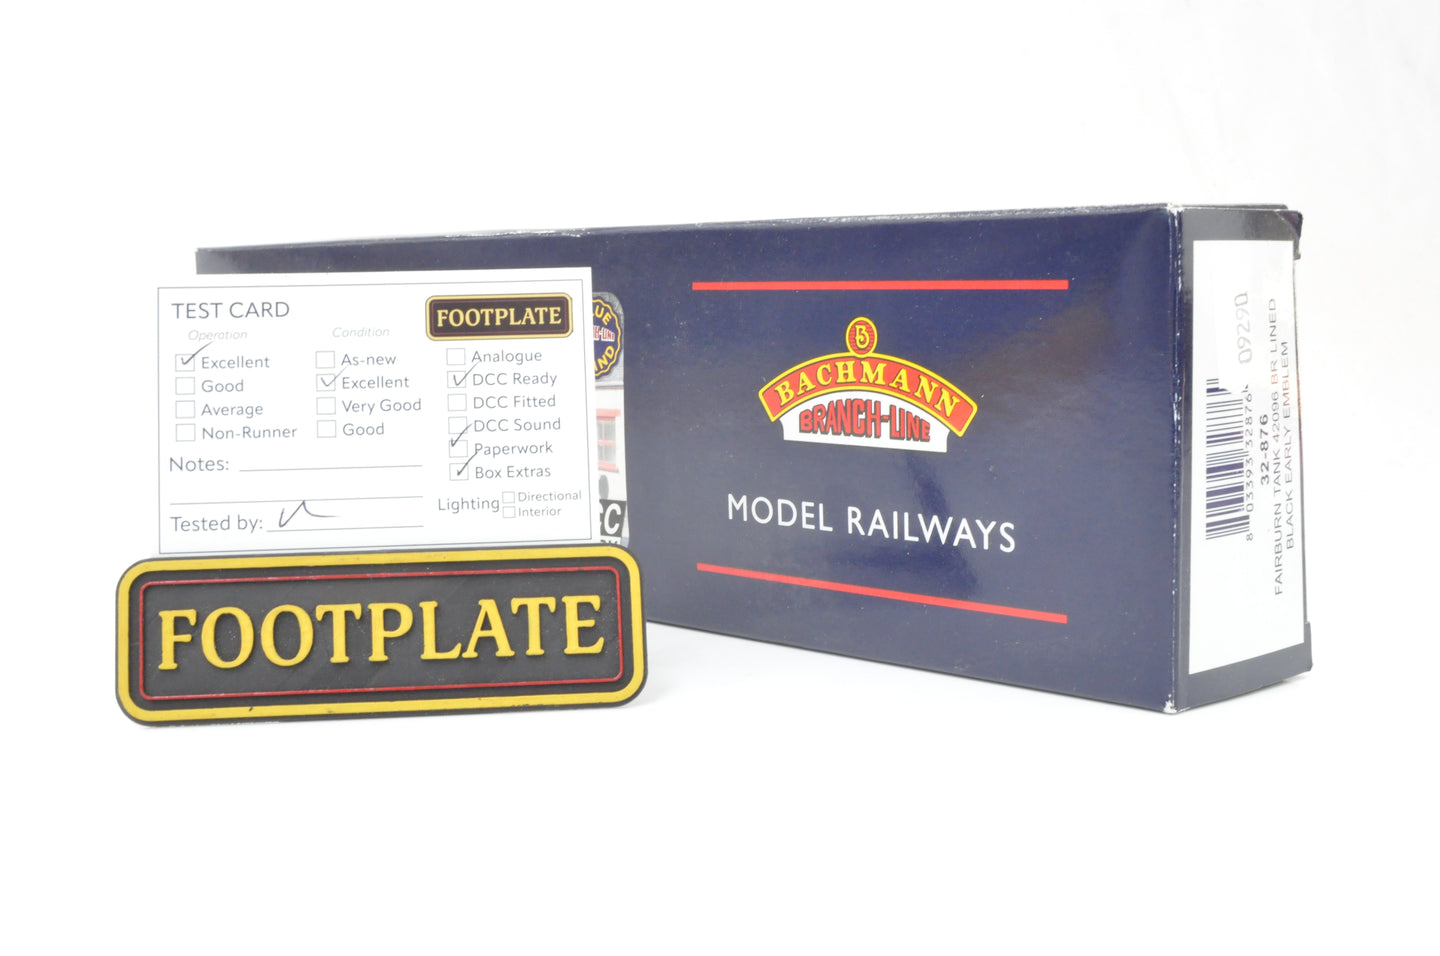 TEST CARD
FOOTPLATE
Operation
Excellent
Good
Average
Non-Runner
Condition
As-new
Excellent
Very Good
Good
Analogue
DCC Ready
DCC Fitted
DCC Sound
Paperwork
Box Extras
Lighting
Directional
Interior
Notes:
Tested by:
FOOTPLATE
BACHMANN
BRANCH-LINE
MODEL RAILWAYS
0929D
32-876
FAIRBURN TANK 42096 BR LINED
BLACK EARLY EMBLEM